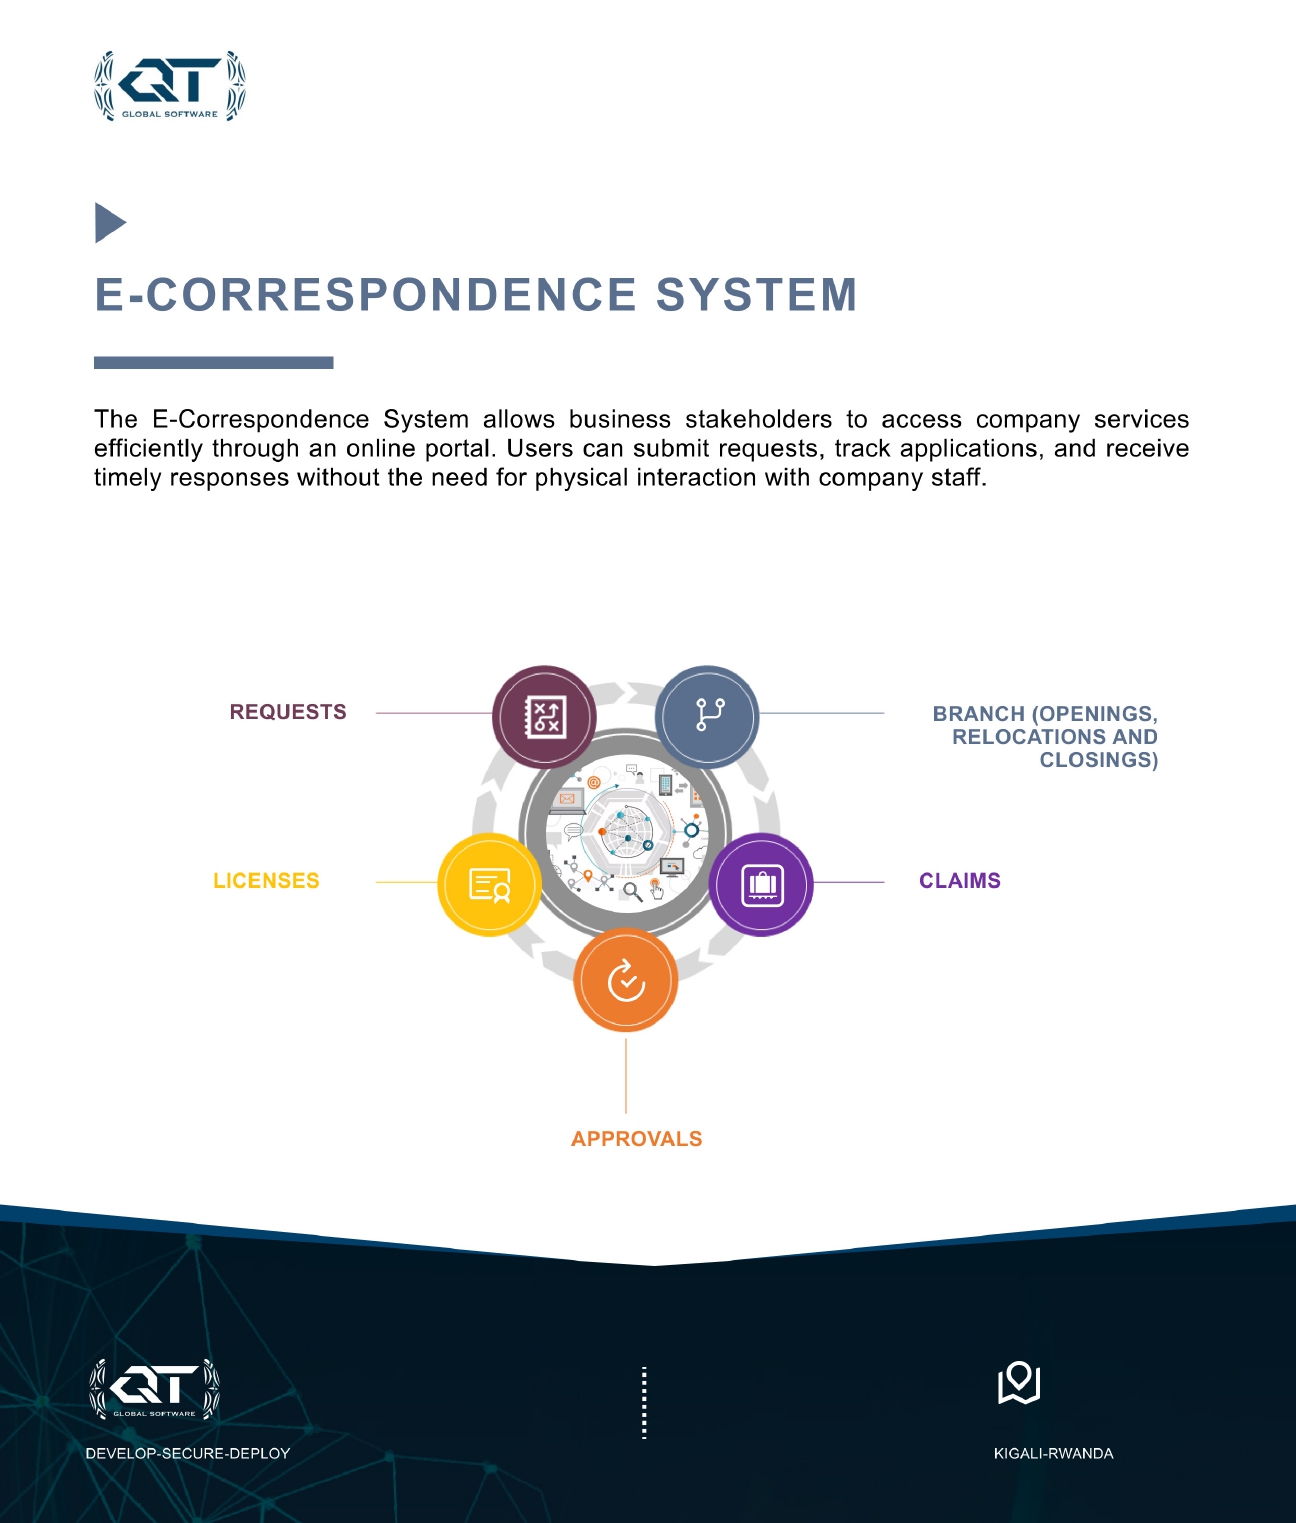 QT
GLOBAL SOFTWARE
E-CORRESPONDENCE SYSTEM
The E-Correspondence System allows business stakeholders to access company services
efficiently through an online portal. Users can submit requests, track applications, and receive
timely responses without the need for physical interaction with company staff.
REQUESTS
BRANCH (OPENINGS,
RELOCATIONS AND
CLOSINGS)
LICENSES
CLAIMS
APPROVALS
QT
GLOBAL SOFTWARE
DEVELOP-SECURE-DEPLOY
KIGALI-RWANDA